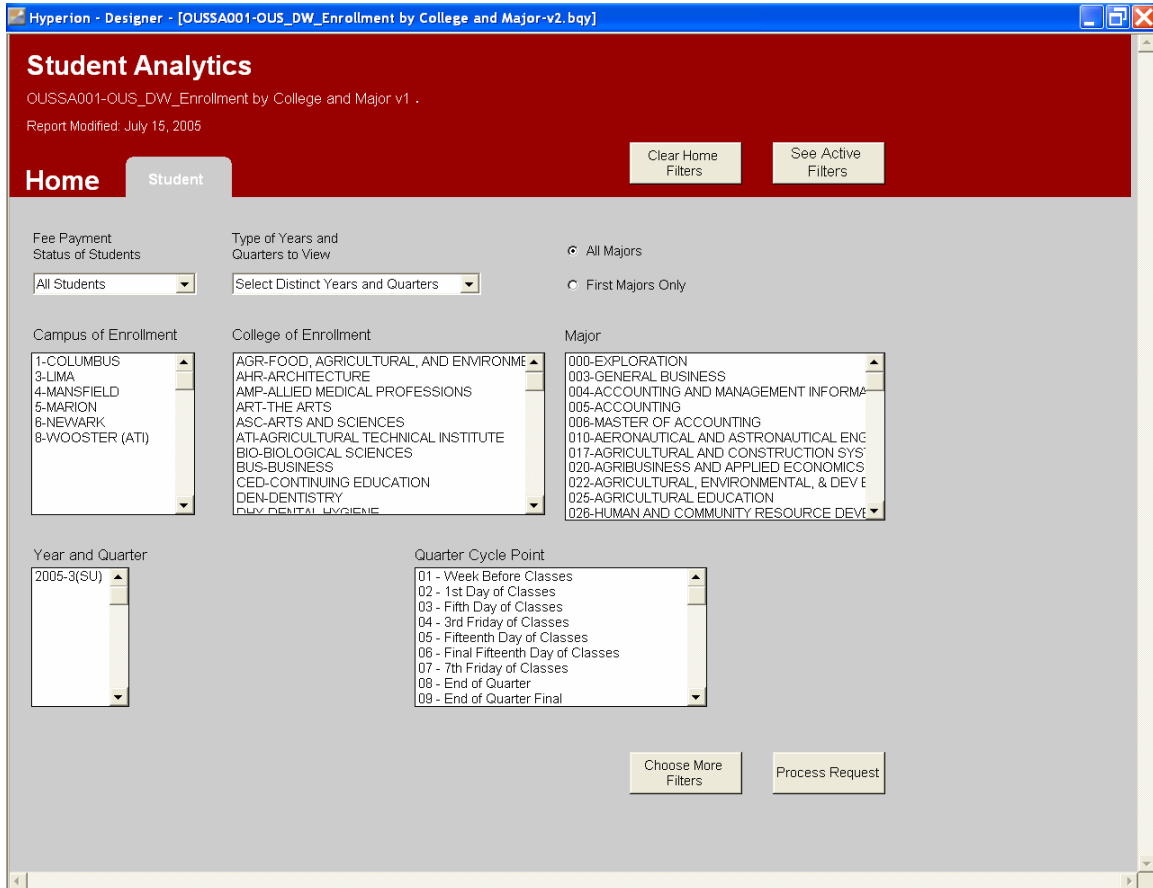 Hyperion - Designer - [OUSSA001-OUS_DW_Enrollment by College and Major-v2.bqy]
Student Analytics
OUSSA001-OUS_DW_Enrollment by College and Major v1 .
Report Modified: July 15, 2005
Clear Home
Filters
See Active
Filters
Home
Student
Fee Payment
Status of Students
Type of Years and
Quarters to View
All Majors
All Students
Select Distinct Years and Quarters
First Majors Only
Campus of Enrollment
1-COLUMBUS
3-LIMA
4-MANSFIELD
5-MARION
6-NEWARK
8-WOOSTER (ATI)
College of Enrollment
AGR-FOOD, AGRICULTURAL, AND ENVIRONME
AHR-ARCHITECTURE
AMP-ALLIED MEDICAL PROFESSIONS
ART-THE ARTS
ASC-ARTS AND SCIENCES
ATI-AGRICULTURAL TECHNICAL INSTITUTE
BIO-BIOLOGICAL SCIENCES
BUS-BUSINESS
CED-CONTINUING EDUCATION
DEN-DENTISTRY
DHY-DENTAL HYGIENE
Major
000-EXPLORATION
003-GENERAL BUSINESS
004-ACCOUNTING AND MANAGEMENT INFORMA
005-ACCOUNTING
006-MASTER OF ACCOUNTING
010-AERONAUTICAL AND ASTRONAUTICAL ENG
017-AGRICULTURAL AND CONSTRUCTION SYST
020-AGRIBUSINESS AND APPLIED ECONOMICS
022-AGRICULTURAL, ENVIRONMENTAL, & DEV E
025-AGRICULTURAL EDUCATION
026-HUMAN AND COMMUNITY RESOURCE DEVE
Year and Quarter
2005-3(SU)
Quarter Cycle Point
01 - Week Before Classes
02 - 1st Day of Classes
03 - Fifth Day of Classes
04 - 3rd Friday of Classes
05 - Fifteenth Day of Classes
06 - Final Fifteenth Day of Classes
07 - 7th Friday of Classes
08 - End of Quarter
09 - End of Quarter Final
Choose More
Filters
Process Request